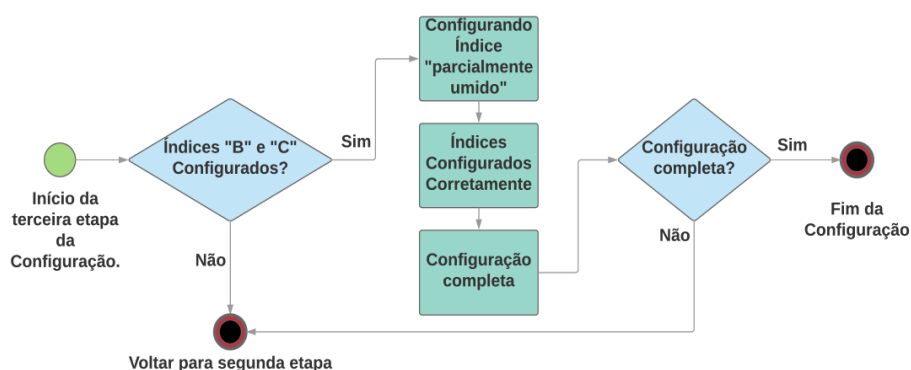 Início da
terceira etapa
da
Configuração.
Índices "B" e "C"
Configurados?
Sim
Não
Voltar para segunda etapa
Configurando
Índice
"parcialmente
umido"
Índices
Configurados
Corretamente
Configuração
completa
Configuração
completa?
Sim
Não
Fim da
Configuração